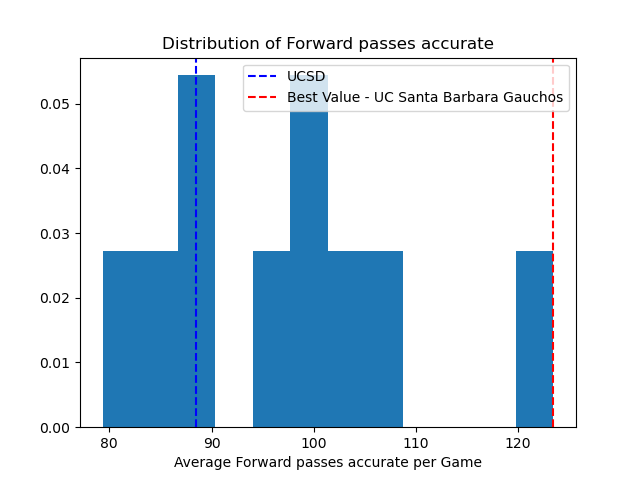 Distribution of Forward passes accurate
UCSD
Best Value - UC Santa Barbara Gauchos
0.05
0.04
0.03
0.02
0.01
0.00
80 90 100 110 120
Average Forward passes accurate per Game